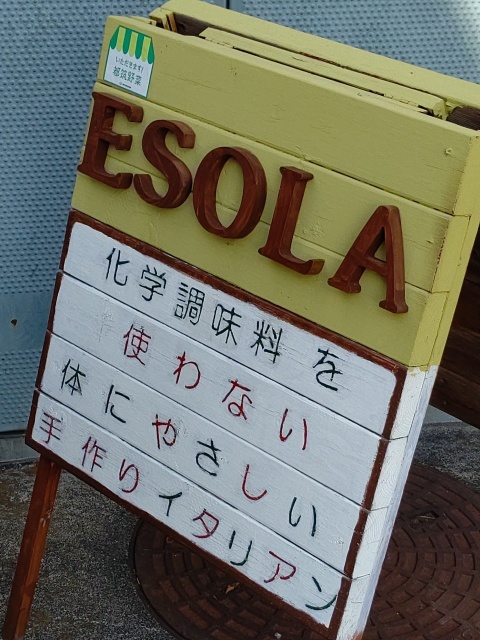 いただきます!
都筑野菜
ESOLA
化学調味料を
使わない
体にやさしい
手作りイタリアン